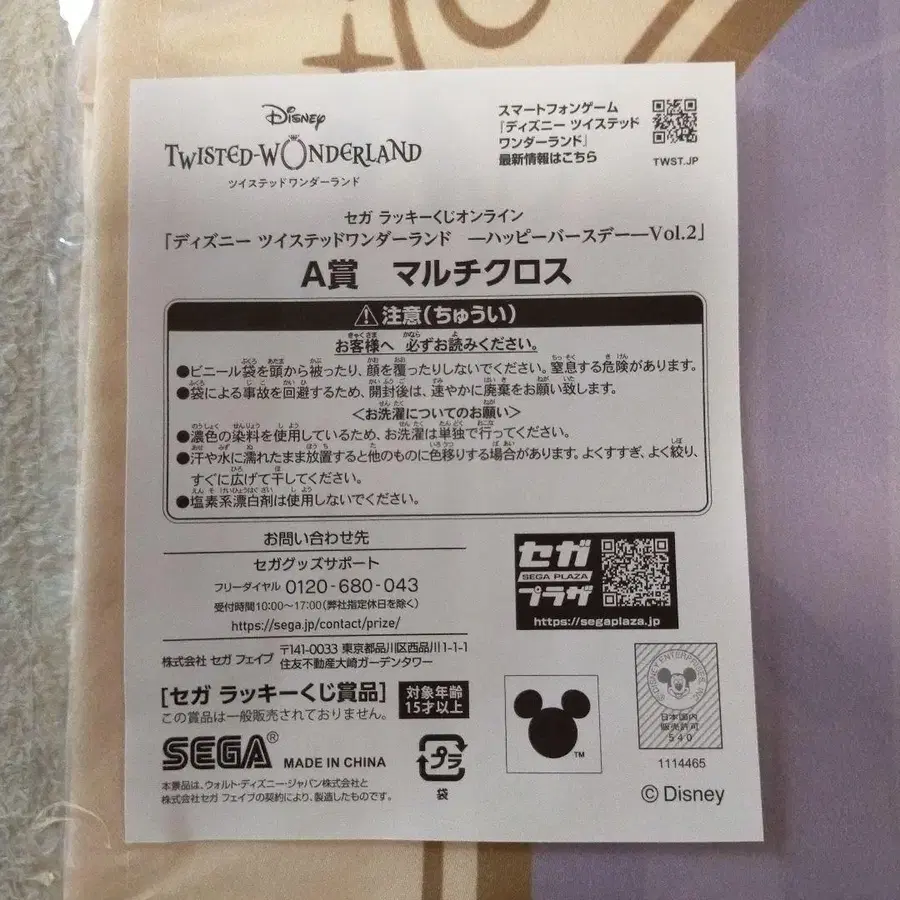 Disney
TWISTED-WONDERLAND
ツイステッドワンダーランド
スマートフォンゲーム
『ディズニー ツイステッド
ワンダーランド』
最新情報はこちら
TWST.JP
セガ ラッキーくじオンライン
「ディズニー ツイステッドワンダーランド ―ハッピーバースデー―Vol.2」
A賞 マルチクロス
注意(ちゅうい)
お客様へ 必ずお読みください。
●ビニール袋を頭から被ったり、顔を覆ったりしないでください。窒息する危険があります。
●袋による事故を回避するため、開封後は、速やかに廃棄をお願い致します。
<お洗濯についてのお願い>
●濃色の染料を使用しているため、お洗濯は単独で行ってください。
●汗や水に濡れたまま放置すると他のものに色移りする場合があります。よくすすぎ、よく絞り、
すぐに広げて干してください。
●塩素系漂白剤は使用しないでください。
お問い合わせ先
セガグッズサポート
フリーダイヤル 0120-680-043
受付時間10:00〜17:00(弊社指定休日を除く)
https://sega.jp/contact/prize/
株式会社 セガ フェイブ
〒141-0033 東京都品川区西品川1-1-1
住友不動産大崎ガーデンタワー
セガ
SEGA PLAZA
プラザ
https://segaplaza.jp
[セガ ラッキーくじ賞品]
この賞品は一般販売されておりません。
対象年齢
15才以上
SEGA®
MADE IN CHINA
プラ
袋
本景品は、ウォルト・ディズニー・ジャパン株式会社と
株式会社セガ フェイブの契約により、製造したものです。
TM
©DISNEY ENTERPRISES, INC.
日本国内
販売許可
540
1114465
© Disney